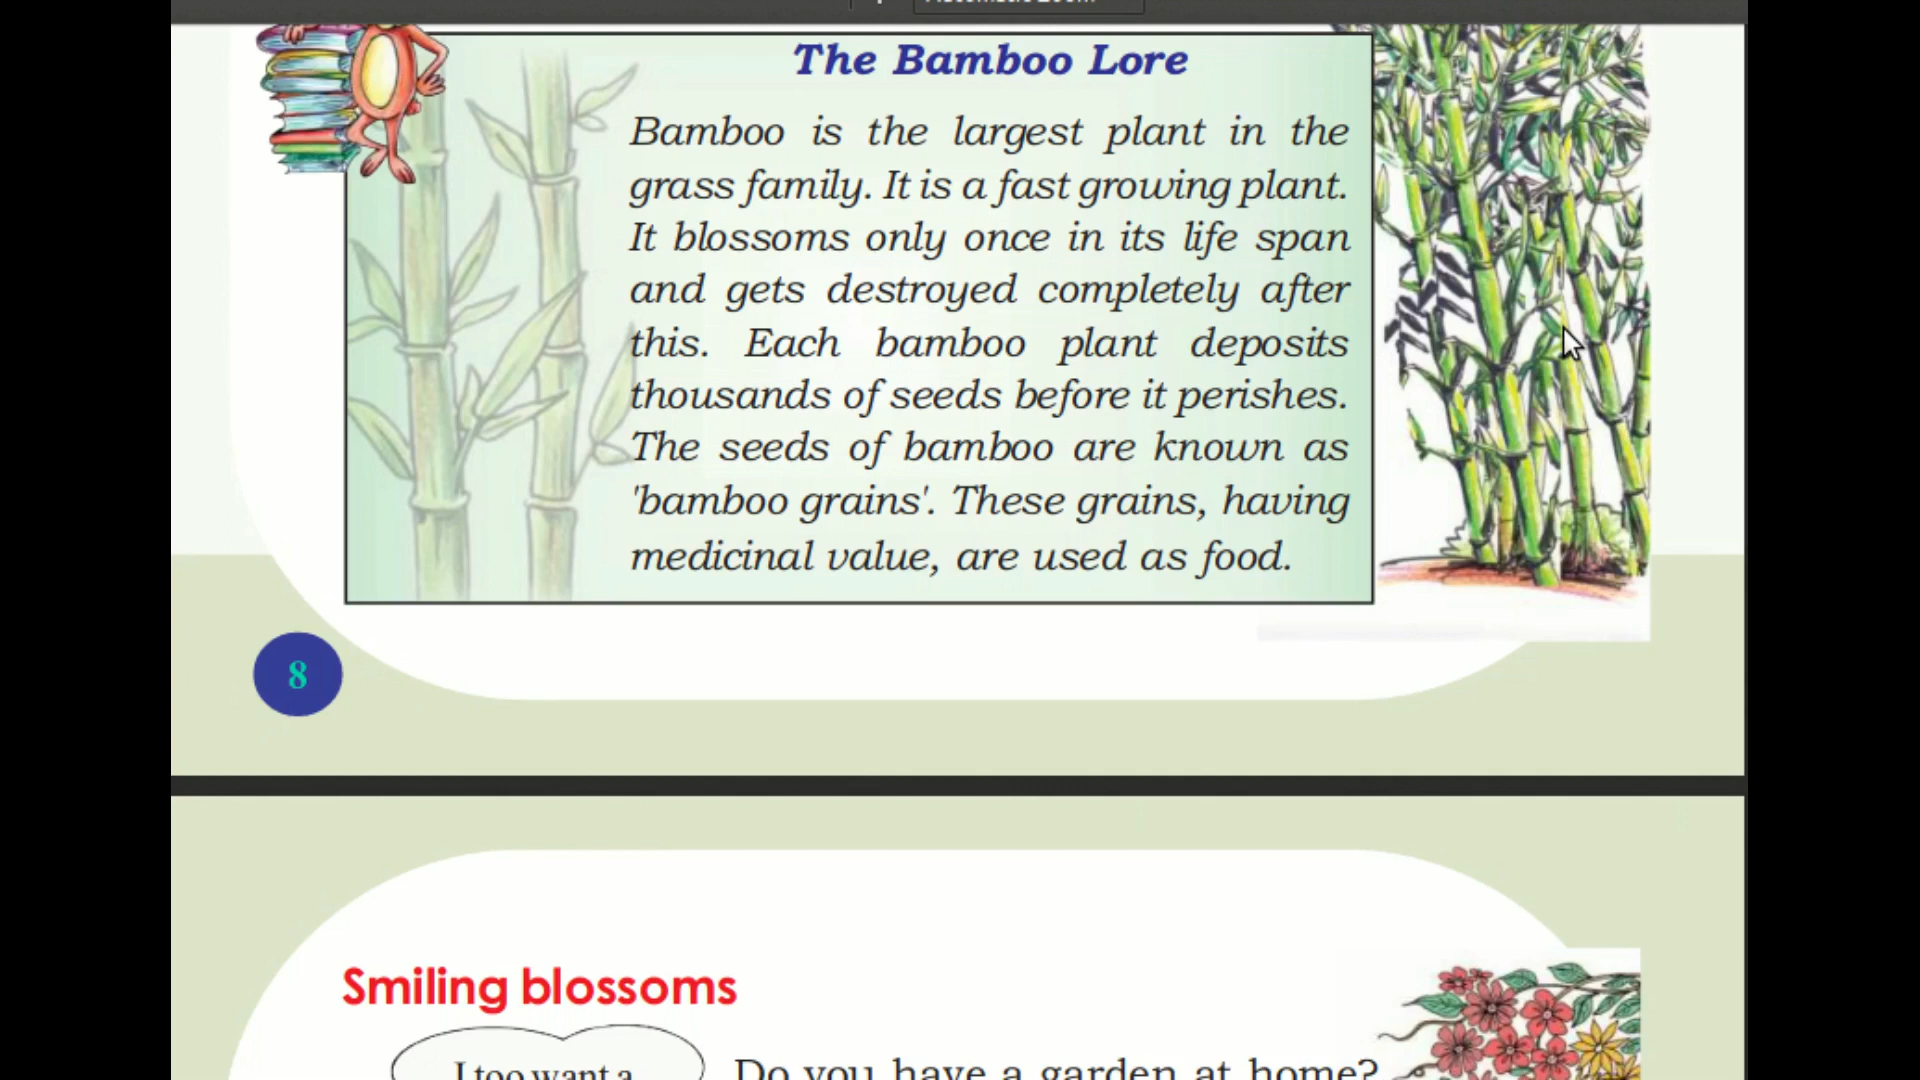 The Bamboo Lore
Bamboo is the largest plant in the
grass family. It is a fast growing plant.
It blossoms only once in its life span
and gets destroyed completely after
this. Each bamboo plant deposits
thousands of seeds before it perishes.
The seeds of bamboo are known as
'bamboo grains'. These grains, having
medicinal value, are used as food.
8
Smiling blossoms
I too want a
Do you have a garden at home?